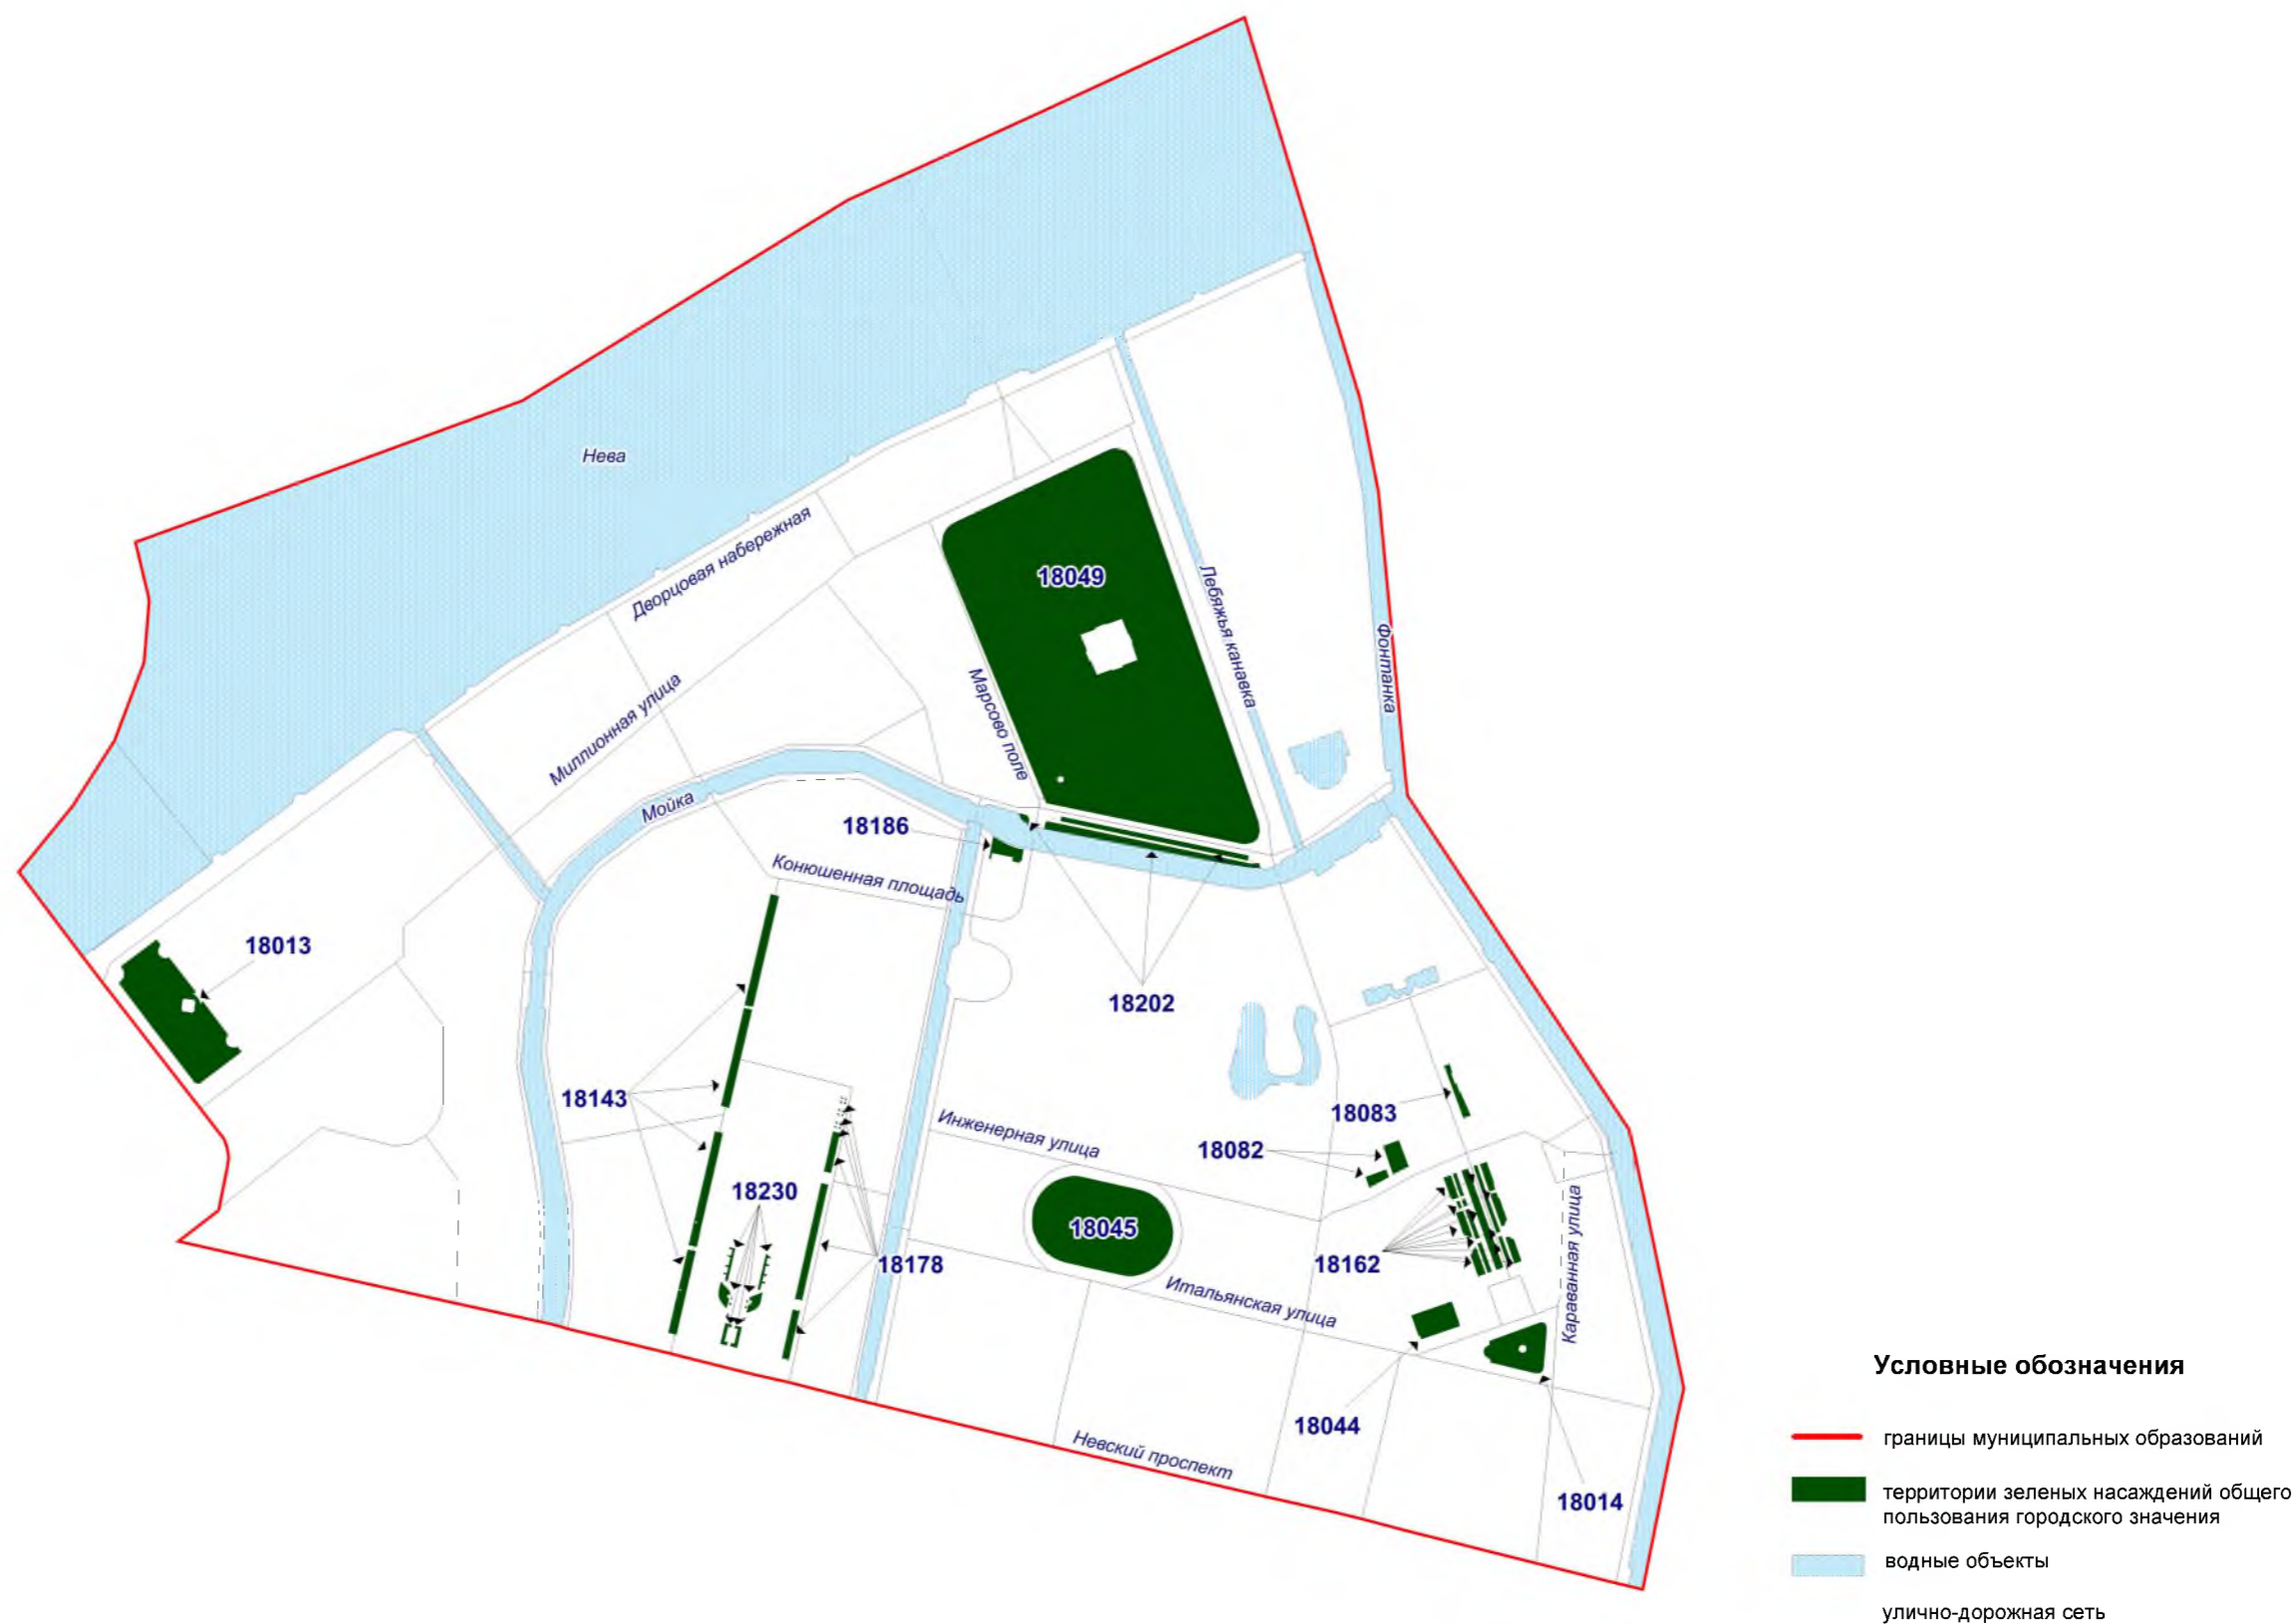 Нева
Дворцовая набережная
18049
Лебяжья канавка
Фонтанка
Миллионная улица
Марсово поле
Мойка
18186
Конюшенная площадь
18013
18202
18143
18083
Инженерная улица
18082
18230
18045
18178
18162
Караванная улица
Итальянская улица
18044
Невский проспект
18014
Условные обозначения
границы муниципальных образований
территории зеленых насаждений общего
пользования городского значения
водные объекты
улично-дорожная сеть